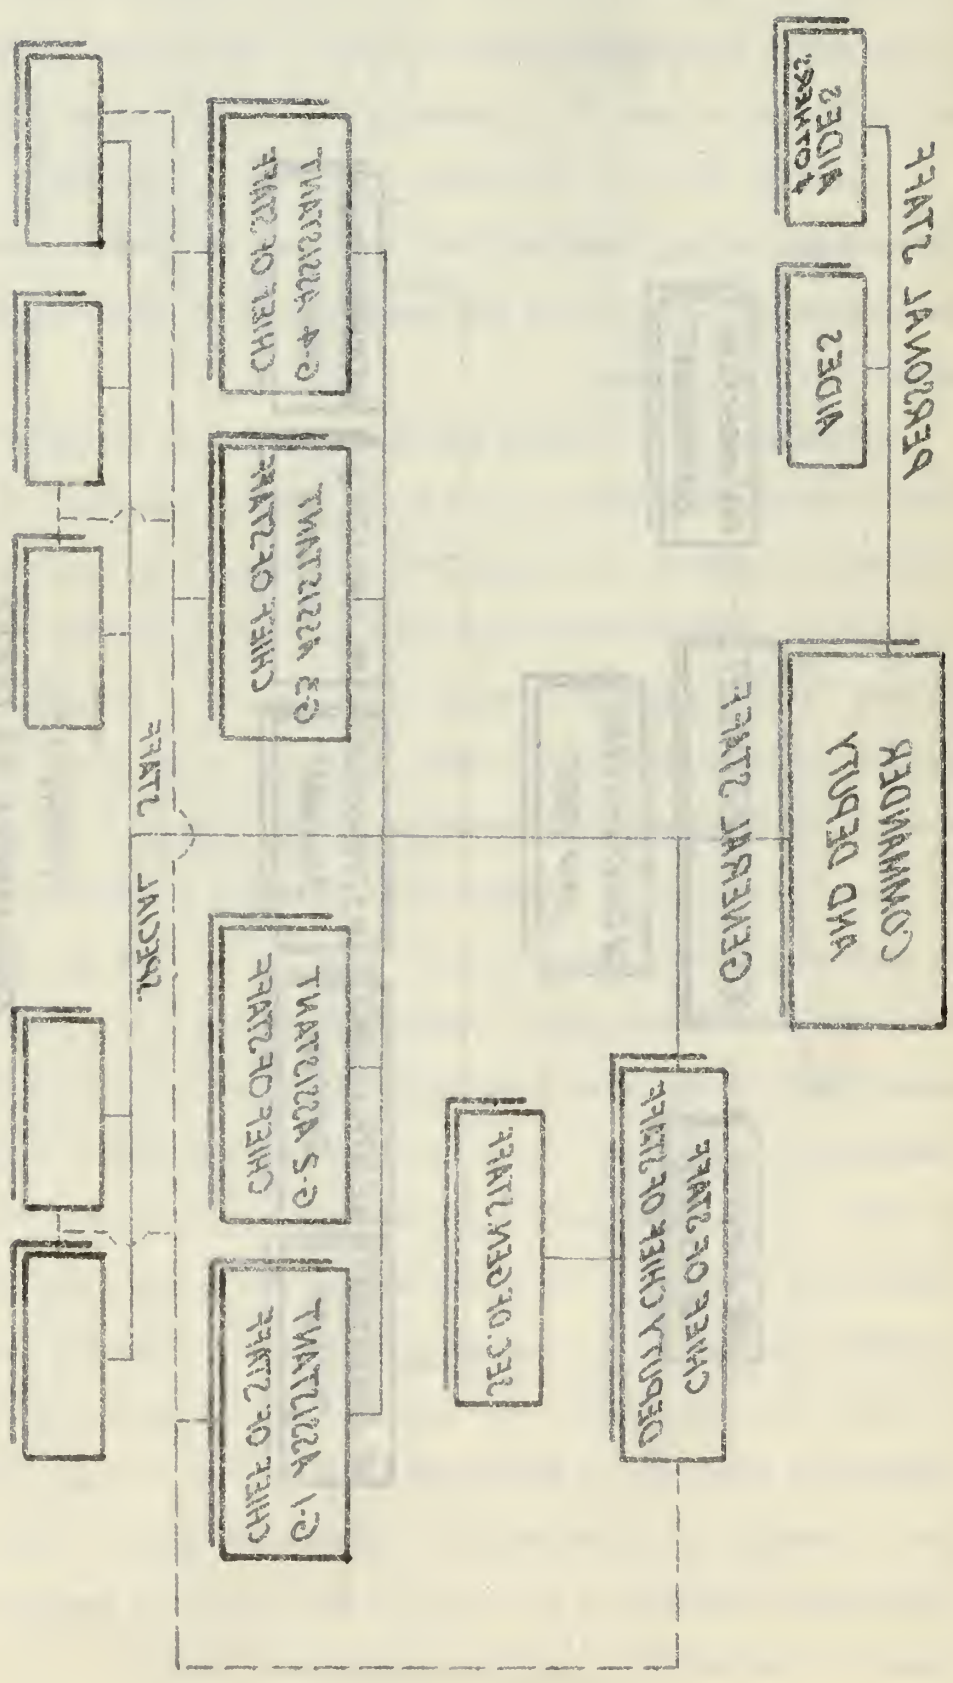 PERSONAL STAFF
AIDES
& OTHERS
AIDES
COMMANDER
AND DEPUTY
GENERAL STAFF
CHIEF OF STAFF
DEPUTY CHIEF OF STAFF
SEC. OF GEN STAFF
G-1 ASSISTANT
CHIEF OF STAFF
G-2 ASSISTANT
CHIEF OF STAFF
G-3 ASSISTANT
CHIEF OF STAFF
G-4 ASSISTANT
CHIEF OF STAFF
SPECIAL STAFF